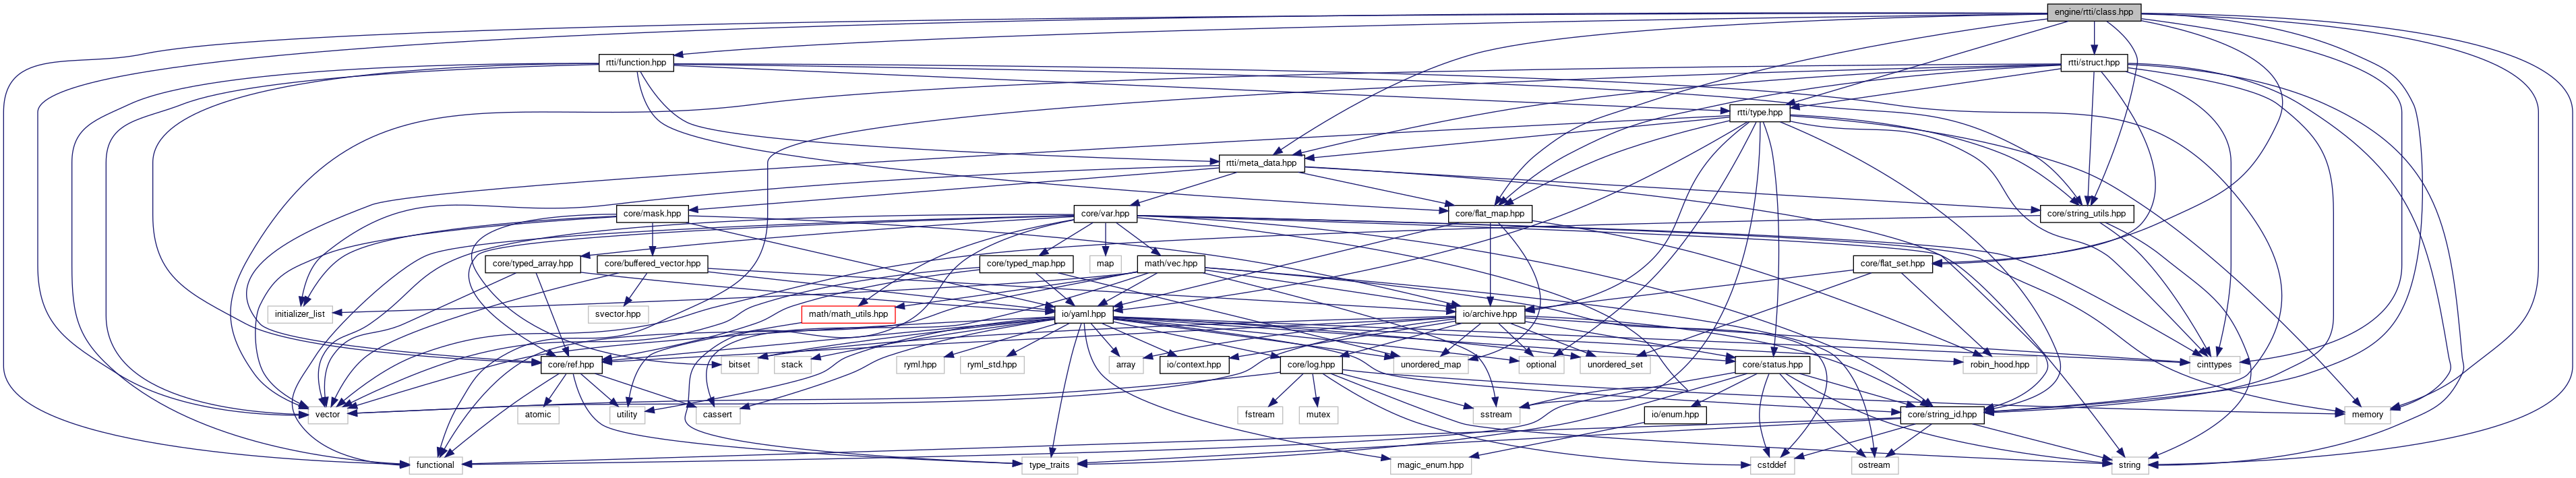 engine/rtti/class.hpp
rtti/function.hpp
rtti/struct.hpp
rtti/type.hpp
rtti/meta_data.hpp
core/mask.hpp
core/var.hpp
core/flat_map.hpp
core/string_utils.hpp
core/typed_array.hpp
core/buffered_vector.hpp
core/typed_map.hpp
map
math/vec.hpp
core/flat_set.hpp
initializer_list
svector.hpp
math/math_utils.hpp
io/yaml.hpp
io/archive.hpp
core/ref.hpp
bitset
stack
ryml.hpp
ryml_std.hpp
array
io/context.hpp
core/log.hpp
unordered_map
optional
unordered_set
core/status.hpp
robin_hood.hpp
cinttypes
vector
atomic
utility
cassert
fstream
mutex
sstream
io/enum.hpp
core/string_id.hpp
memory
functional
type_traits
magic_enum.hpp
cstddef
ostream
string